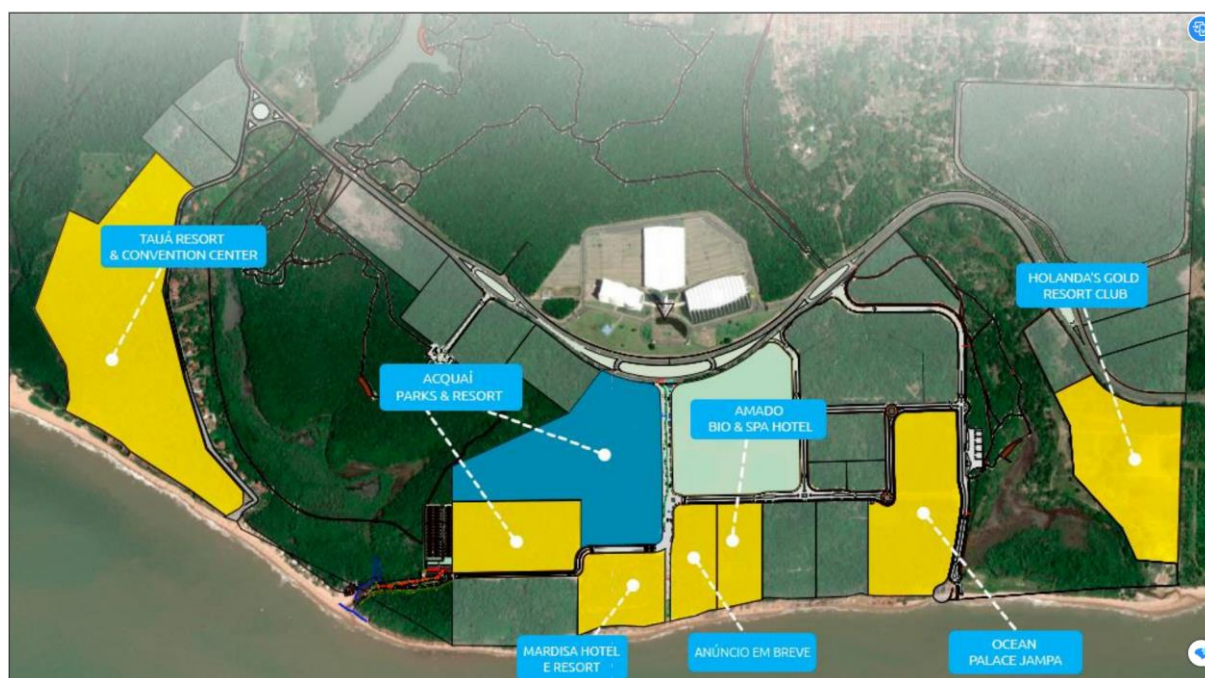 TAUÁ RESORT
& CONVENTION CENTER
HOLANDA'S GOLD
RESORT CLUB
ACQUAÍ
PARKS & RESORT
AMADO
BIO & SPA HOTEL
MARDISA HOTEL
E RESORT
ANÚNCIO EM BREVE
OCEAN
PALACE JAMPA